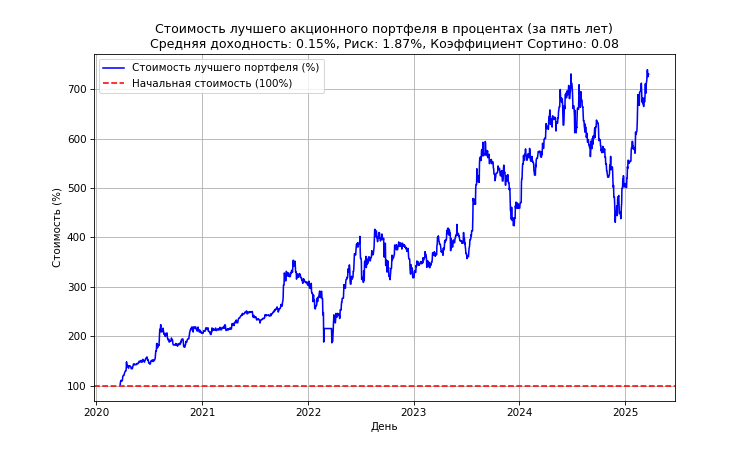 Стоимость лучшего акционного портфеля в процентах (за пять лет)
Средняя доходность: 0.15%, Риск: 1.87%, Коэффициент Сортино: 0.08
Стоимость лучшего портфеля (%)
Начальная стоимость (100%)
Стоимость (%)
700
600
500
400
300
200
100
2020
2021
2022
2023
2024
2025
День